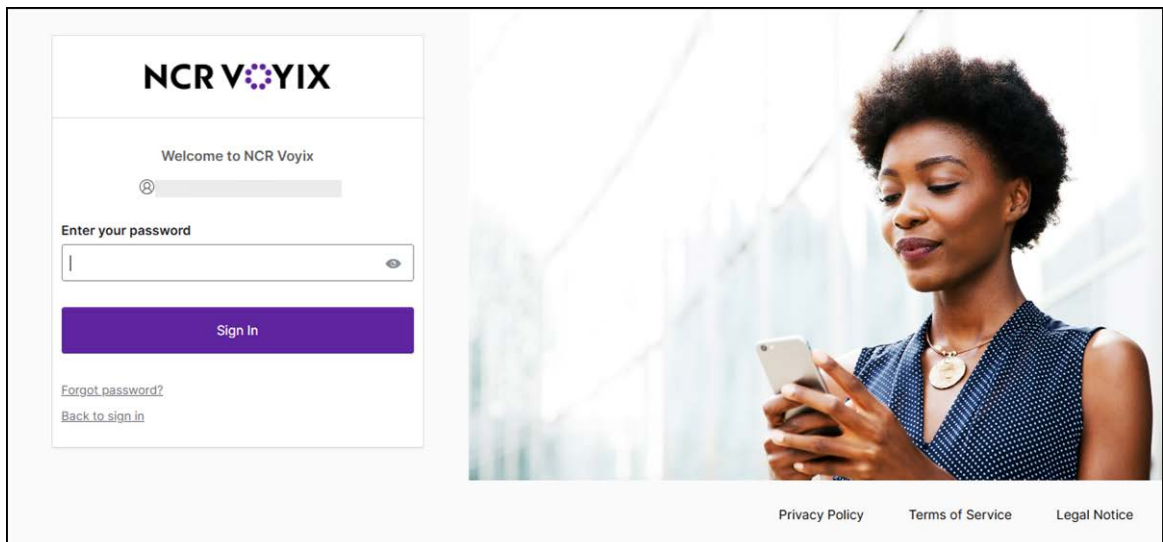 NCR VOYIX
Welcome to NCR Voyix
Enter your password
Sign In
Forgot password?
Back to sign in
Privacy Policy Terms of Service Legal Notice